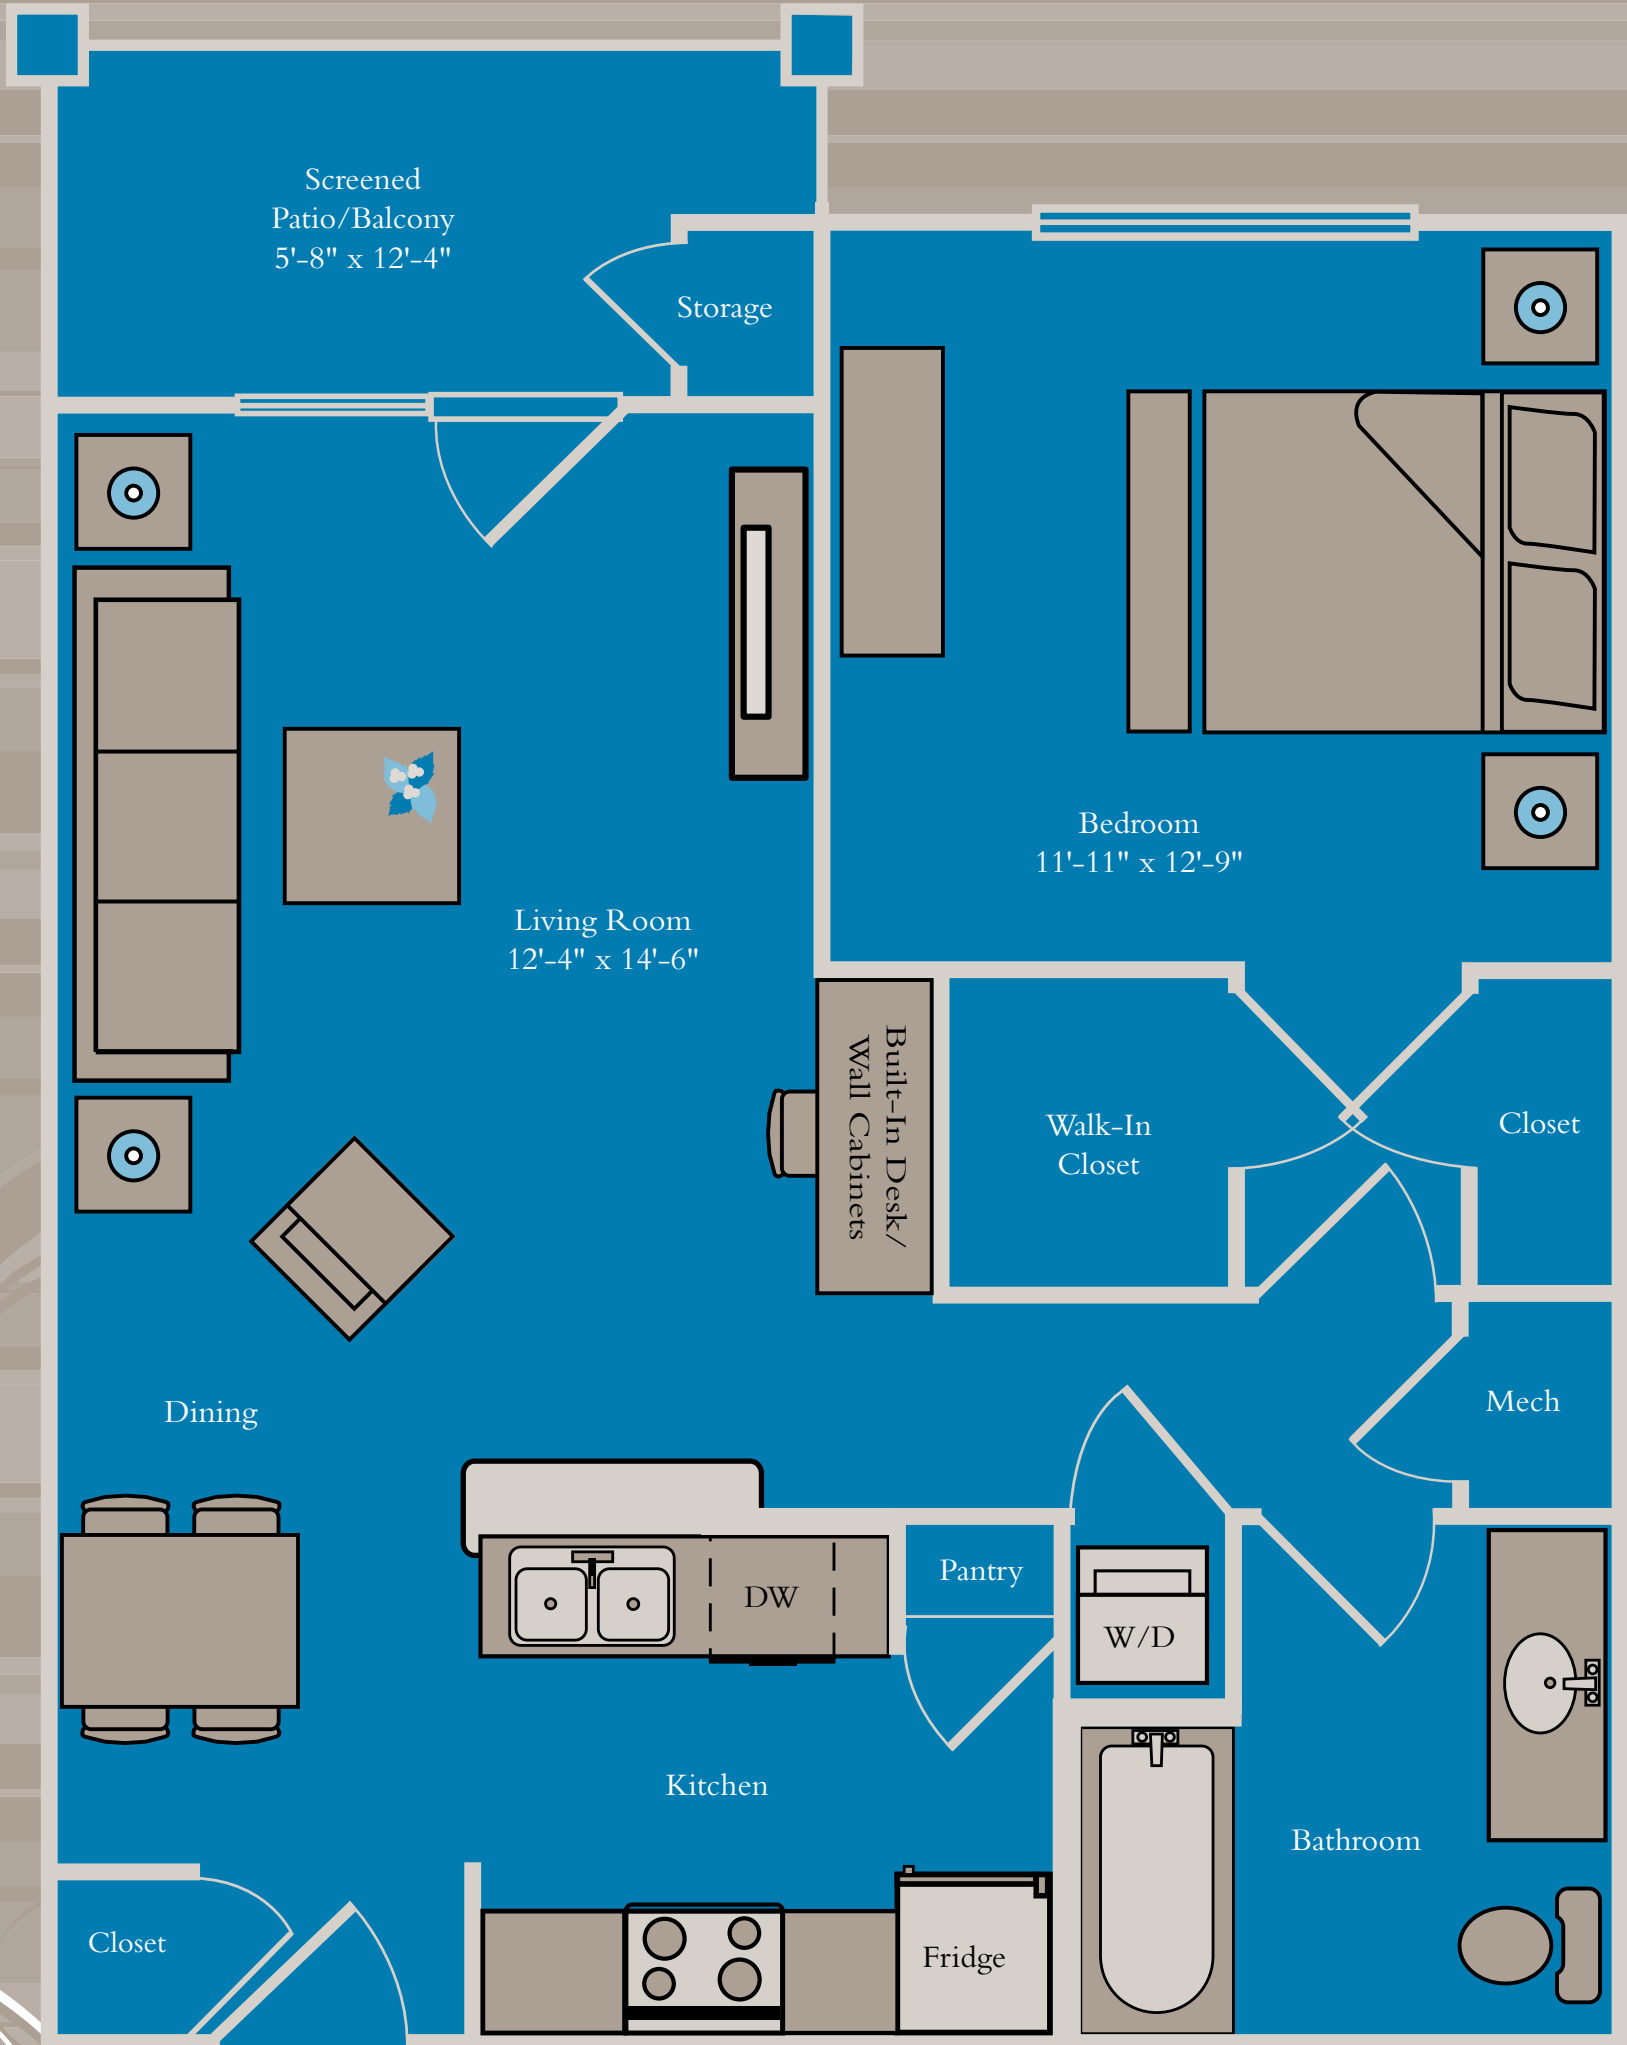 Screened
Patio/Balcony
5'-8" x 12'-4"
Storage
Bedroom
11'-11" x 12'-9"
Living Room
12'-4" x 14'-6"
Built-In Desk/
Wall Cabinets
Walk-In
Closet
Closet
Dining
Mech
Pantry
DW
W/D
Kitchen
Bathroom
Closet
Fridge